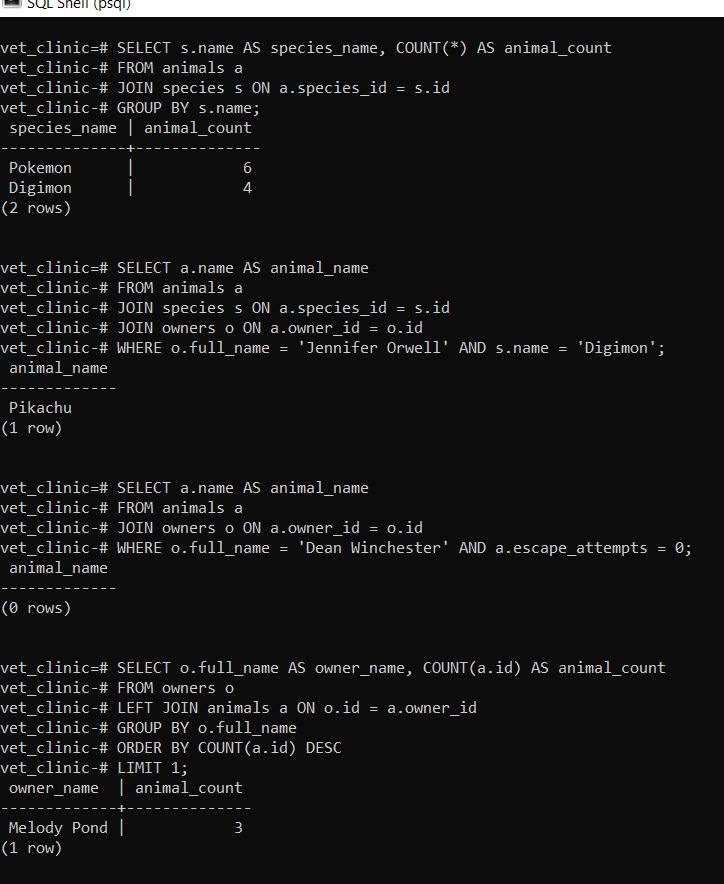 SQL Shell (psql)
vet_clinic=# SELECT s.name AS species_name, COUNT(*) AS animal_count
vet_clinic-# FROM animals a
vet_clinic-# JOIN species s ON a.species_id = s.id
vet_clinic-# GROUP BY s.name;
 species_name | animal_count
--------------+--------------
 Pokemon      |            6
 Digimon      |            4
(2 rows)
vet_clinic=# SELECT a.name AS animal_name
vet_clinic-# FROM animals a
vet_clinic-# JOIN species s ON a.species_id = s.id
vet_clinic-# JOIN owners o ON a.owner_id = o.id
vet_clinic-# WHERE o.full_name = 'Jennifer Orwell' AND s.name = 'Digimon';
 animal_name
-------------
 Pikachu
(1 row)
vet_clinic=# SELECT a.name AS animal_name
vet_clinic-# FROM animals a
vet_clinic-# JOIN owners o ON a.owner_id = o.id
vet_clinic-# WHERE o.full_name = 'Dean Winchester' AND a.escape_attempts = 0;
 animal_name
-------------
(0 rows)
vet_clinic=# SELECT o.full_name AS owner_name, COUNT(a.id) AS animal_count
vet_clinic-# FROM owners o
vet_clinic-# LEFT JOIN animals a ON o.id = a.owner_id
vet_clinic-# GROUP BY o.full_name
vet_clinic-# ORDER BY COUNT(a.id) DESC
vet_clinic-# LIMIT 1;
 owner_name  | animal_count
-------------+--------------
 Melody Pond |            3
(1 row)